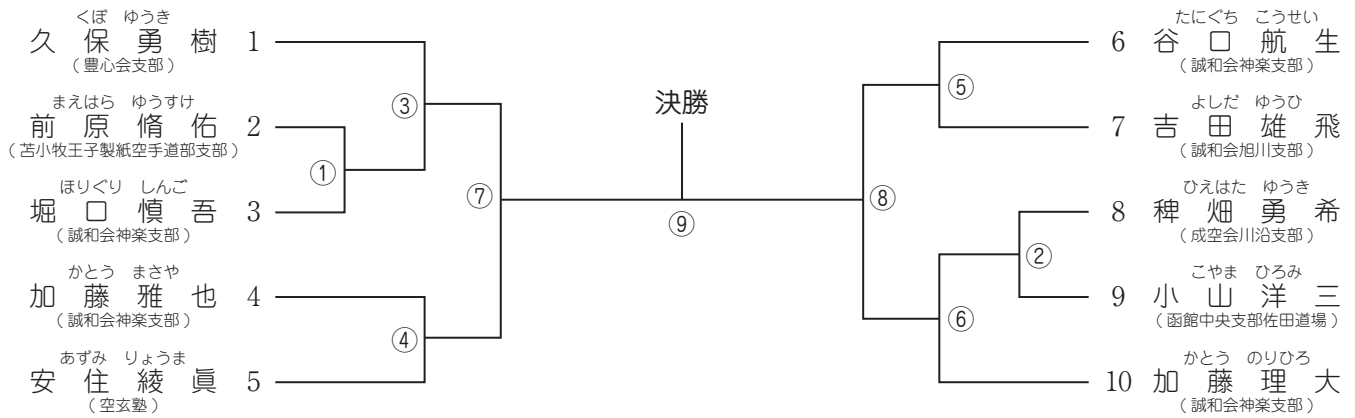 くぼ　ゆうき
久保勇樹 1
（豊心会支部）
まえはら　ゆうすけ
前原脩佑 2
（苫小牧王子製紙空手道部支部）
ほりぐり　しんご
堀口慎吾 3
（誠和会神楽支部）
かとう　まさや
加藤雅也 4
（誠和会神楽支部）
あずみ　りょうま
安住綾眞 5
（空玄塾）
①
③
④
⑦
決勝
⑨
⑧
⑤
②
⑥
たにぐち　こうせい
6 谷口航生
（誠和会神楽支部）
よしだ　ゆうひ
7 吉田雄飛
（誠和会旭川支部）
ひえはた　ゆうき
8 稗畑勇希
（成空会川沿支部）
こやま　ひろみ
9 小山洋三
（函館中央支部佐田道場）
かとう　のりひろ
10 加藤理大
（誠和会神楽支部）